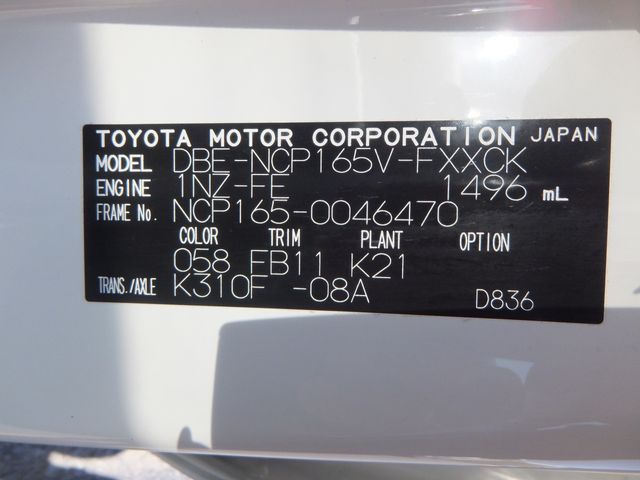 TOYOTA MOTOR CORPORATION JAPAN
MODEL DBE-NCP165V-FXXCK
ENGINE 1NZ-FE 1496 mL
FRAME No. NCP165-0046470
COLOR TRIM PLANT OPTION
058 FB11 K21
TRANS./AXLE K310F -08A D836